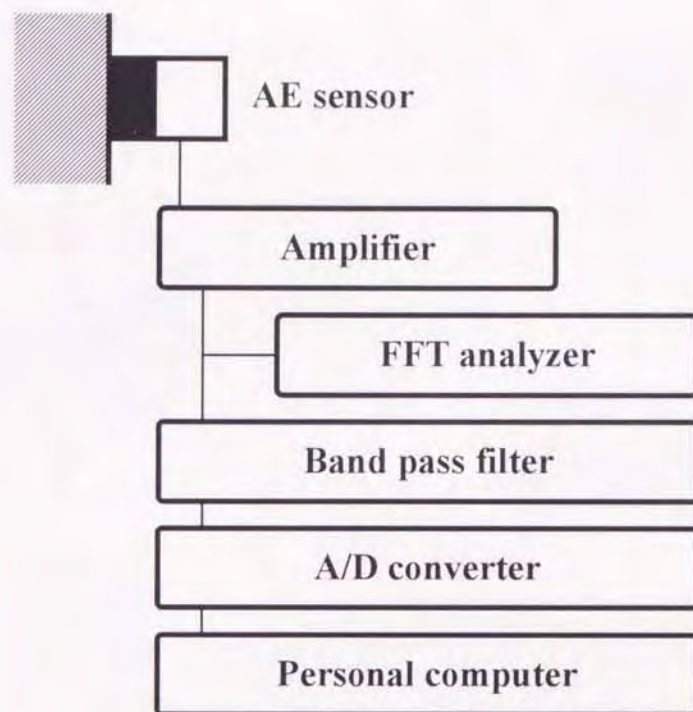 AE sensor
Amplifier
FFT analyzer
Band pass filter
A/D converter
Personal computer